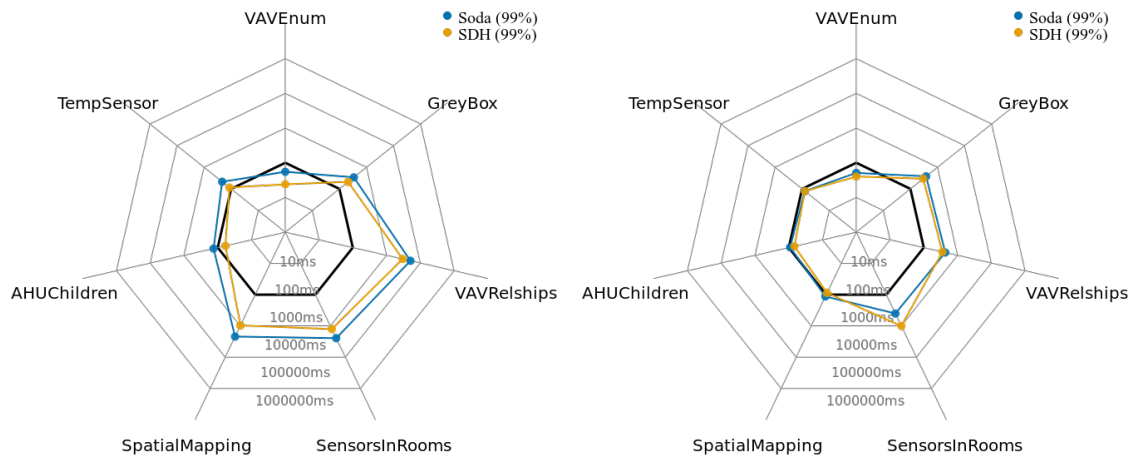 VAVEnum
Soda (99%)
SDH (99%)
TempSensor
GreyBox
10ms
100ms
1000ms
10000ms
100000ms
1000000ms
AHUChildren
VAVRelships
SpatialMapping
SensorsInRooms
VAVEnum
Soda (99%)
SDH (99%)
TempSensor
GreyBox
10ms
100ms
1000ms
10000ms
100000ms
1000000ms
AHUChildren
VAVRelships
SpatialMapping
SensorsInRooms